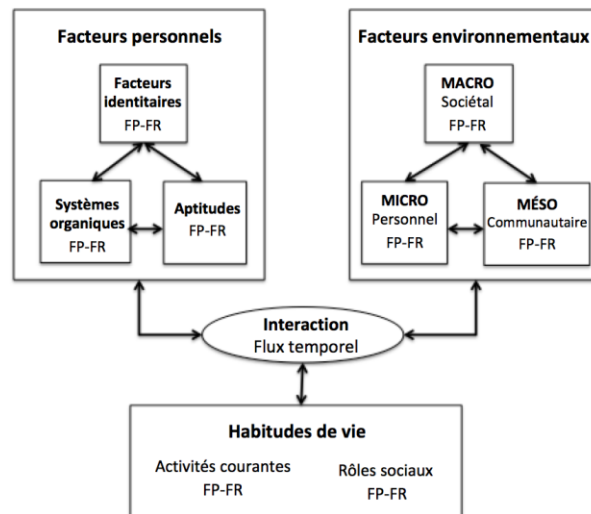 Facteurs personnels
Facteurs
identitaires
FP-FR
Systèmes
organiques
FP-FR
Aptitudes
FP-FR
Facteurs environnementaux
MACRO
Sociétal
FP-FR
MICRO
Personnel
FP-FR
MÉSO
Communautaire
FP-FR
Interaction
Flux temporel
Habitudes de vie
Activités courantes
FP-FR
Rôles sociaux
FP-FR